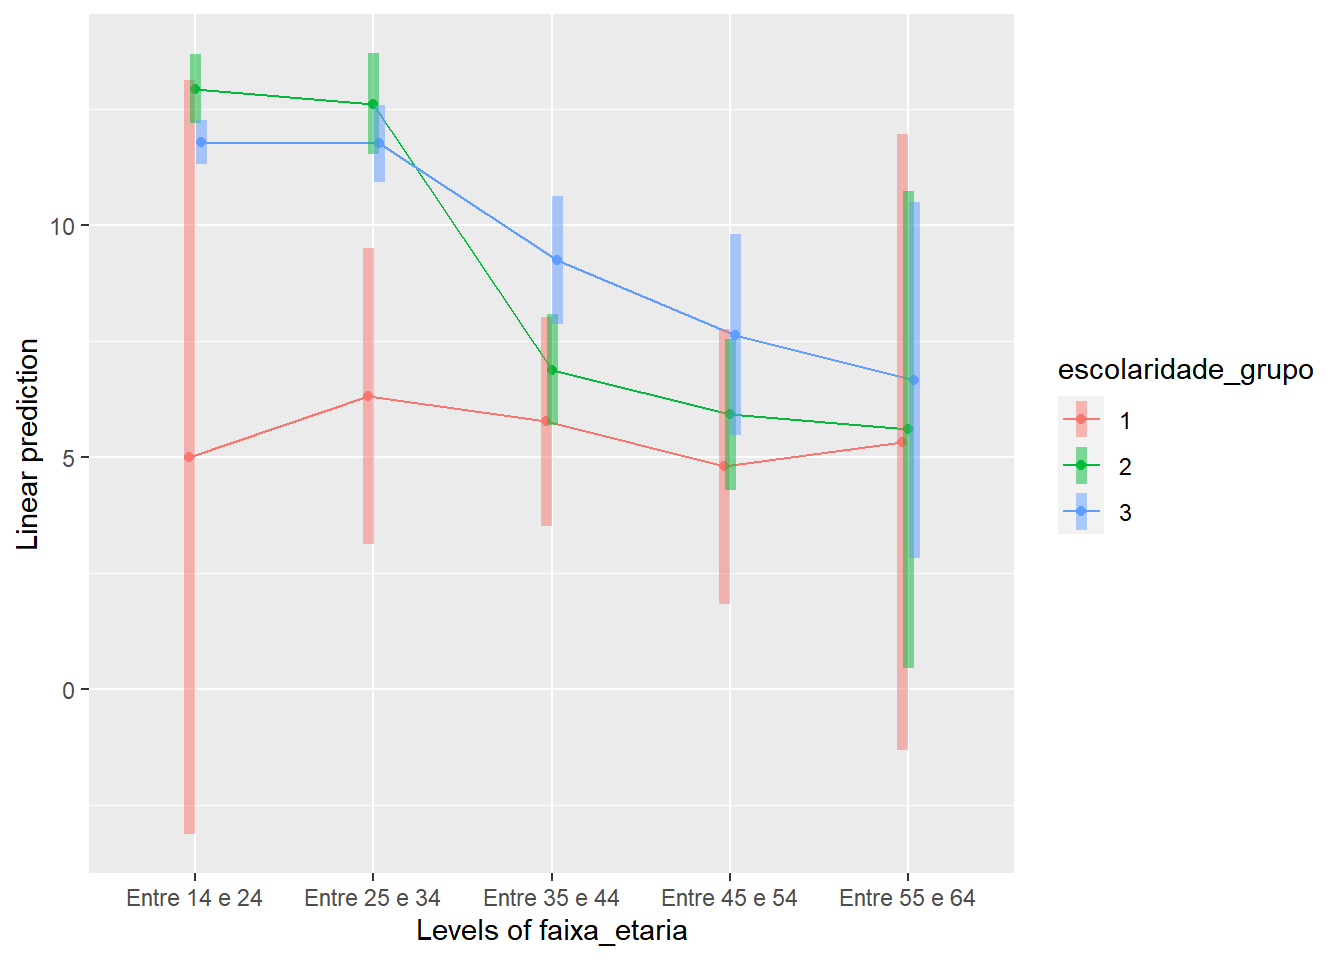 10
5
0
Linear prediction
Entre 14 e 24
Entre 25 e 34
Entre 35 e 44
Entre 45 e 54
Entre 55 e 64
Levels of faixa_etaria
escolaridade_grupo
1
2
3